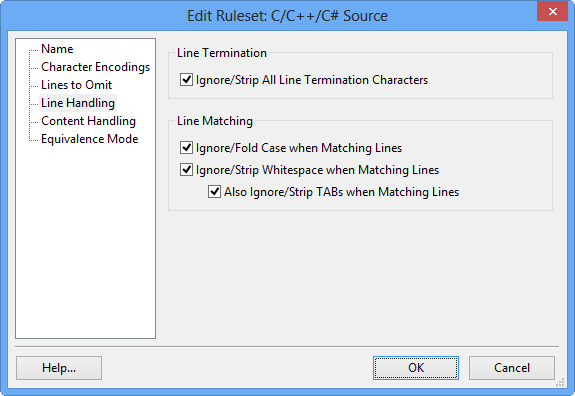 Edit Ruleset: C/C++/C# Source
Name
Character Encodings
Lines to Omit
Line Handling
Content Handling
Equivalence Mode
Line Termination
Ignore/Strip All Line Termination Characters
Line Matching
Ignore/Fold Case when Matching Lines
Ignore/Strip Whitespace when Matching Lines
Also Ignore/Strip TABs when Matching Lines
Help...
OK
Cancel